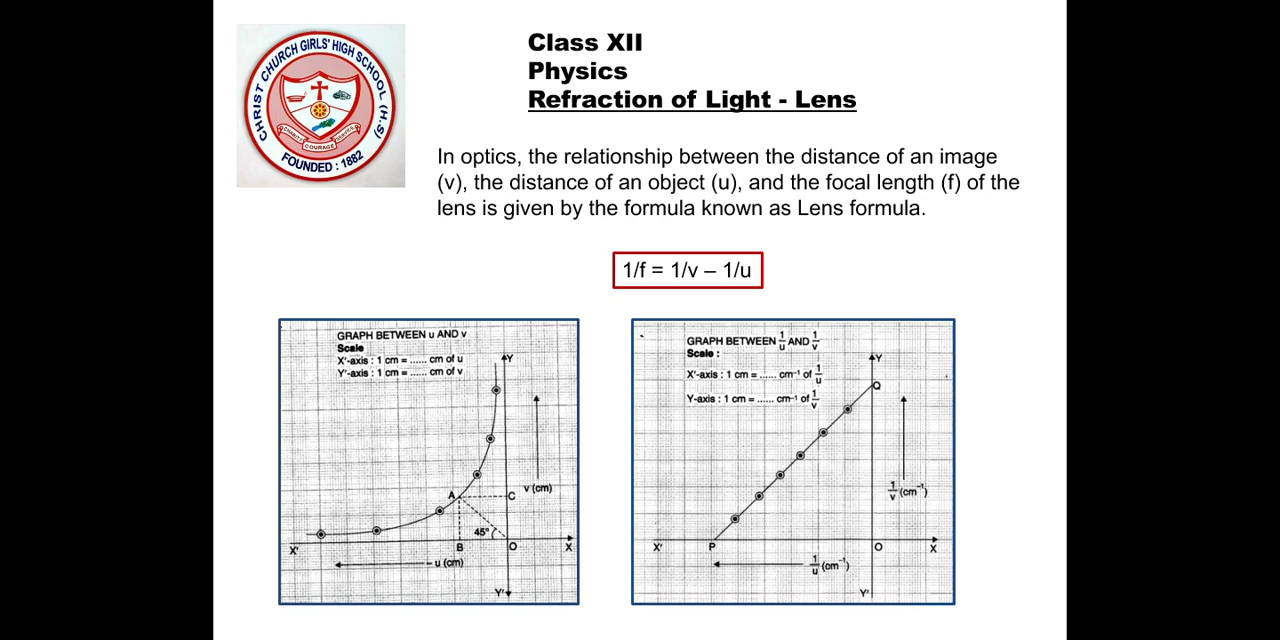 CHRIST CHURCH GIRLS' HIGH SCHOOL (H.S)
CHARITY COURAGE SERVICE
FOUNDED : 1882
Class XII
Physics
Refraction of Light - Lens
In optics, the relationship between the distance of an image
(v), the distance of an object (u), and the focal length (f) of the
lens is given by the formula known as Lens formula.
1/f = 1/v – 1/u
GRAPH BETWEEN u AND v
Scale
X'-axis : 1 cm = ...... cm of u
Y'-axis : 1 cm = ...... cm of v
Y
A
C
v (cm)
45°
X'
B
O
X
– u (cm)
Y'
GRAPH BETWEEN 1/u AND 1/v
Scale :
X'-axis : 1 cm = ...... cm⁻¹ of 1/u
Y-axis : 1 cm = ...... cm⁻¹ of 1/v
Y
Q
1/v (cm⁻¹)
X'
P
O
X
1/u (cm⁻¹)
Y'